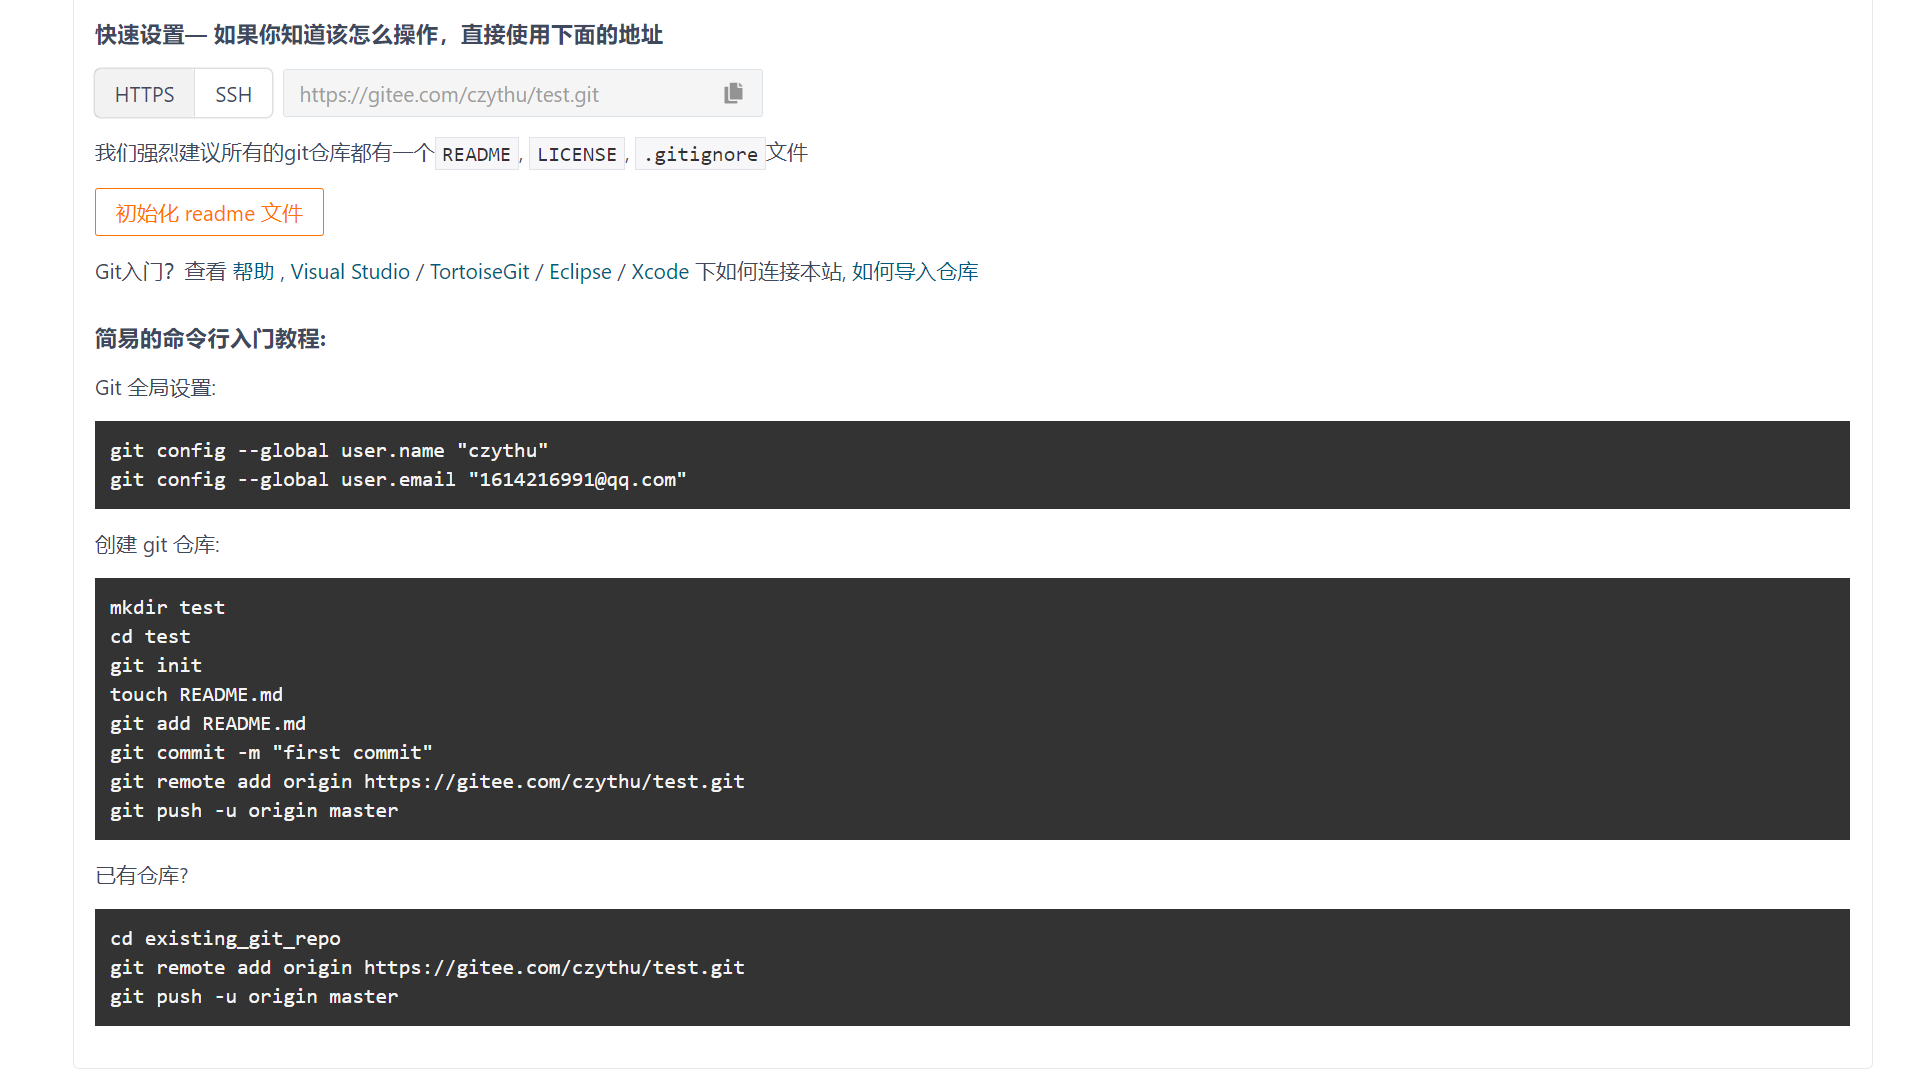 快速设置— 如果你知道该怎么操作，直接使用下面的地址
HTTPS SSH https://gitee.com/czythu/test.git
我们强烈建议所有的git仓库都有一个 README , LICENSE , .gitignore 文件
初始化 readme 文件
Git入门？查看 帮助 , Visual Studio / TortoiseGit / Eclipse / Xcode 下如何连接本站, 如何导入仓库
简易的命令行入门教程:
Git 全局设置:
git config --global user.name "czythu"
git config --global user.email "1614216991@qq.com"
创建 git 仓库:
mkdir test
cd test
git init
touch README.md
git add README.md
git commit -m "first commit"
git remote add origin https://gitee.com/czythu/test.git
git push -u origin master
已有仓库?
cd existing_git_repo
git remote add origin https://gitee.com/czythu/test.git
git push -u origin master